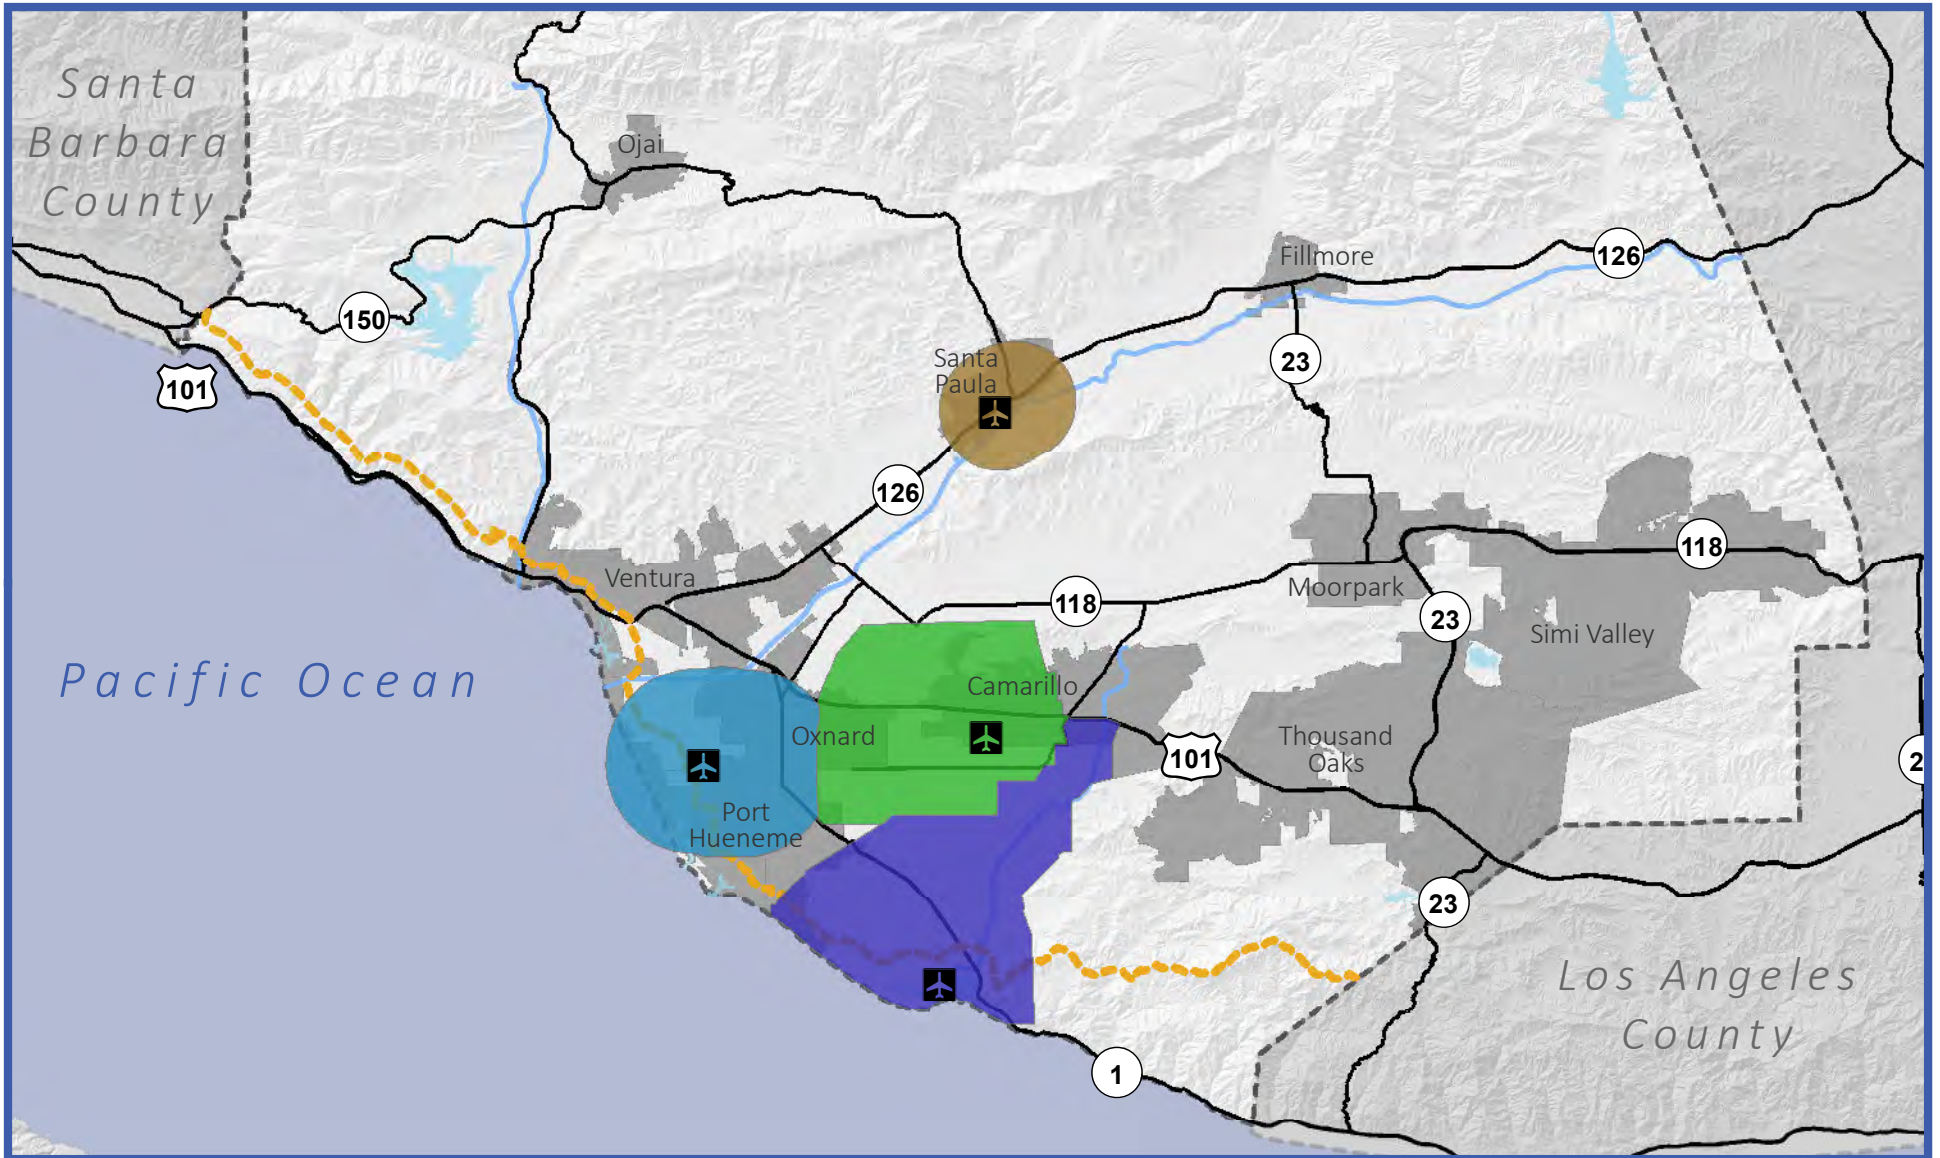 Santa
Barbara
County
Ojai
Fillmore
126
150
101
23
Santa
Paula
126
118
Ventura
118
Moorpark
23
Simi Valley
Pacific Ocean
Camarillo
Oxnard
Thousand
Oaks
101
2
Port
Hueneme
23
Los Angeles
County
1